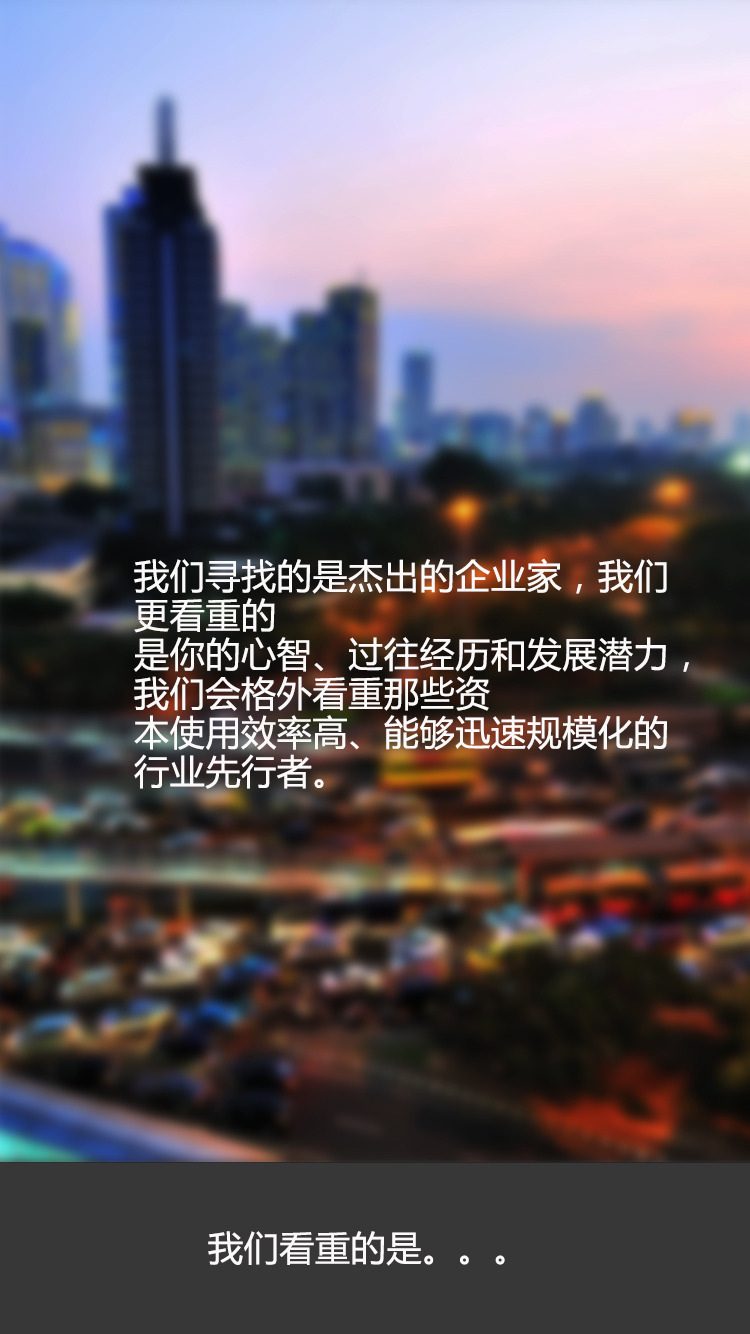 我们寻找的是杰出的企业家，我们
更看重的
是你的心智、过往经历和发展潜力，
我们会格外看重那些资
本使用效率高、能够迅速规模化的
行业先行者。
我们看重的是。。。